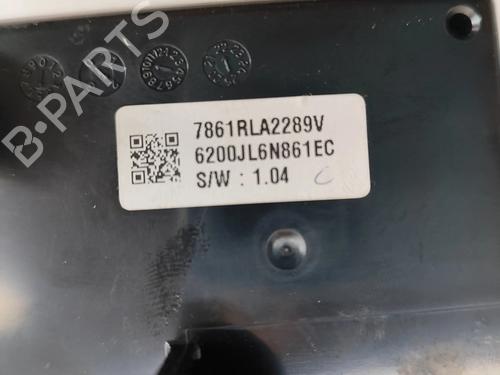 7861RLA2289V
6200JL6N861EC
S/W : 1.04 C
B-PARTS